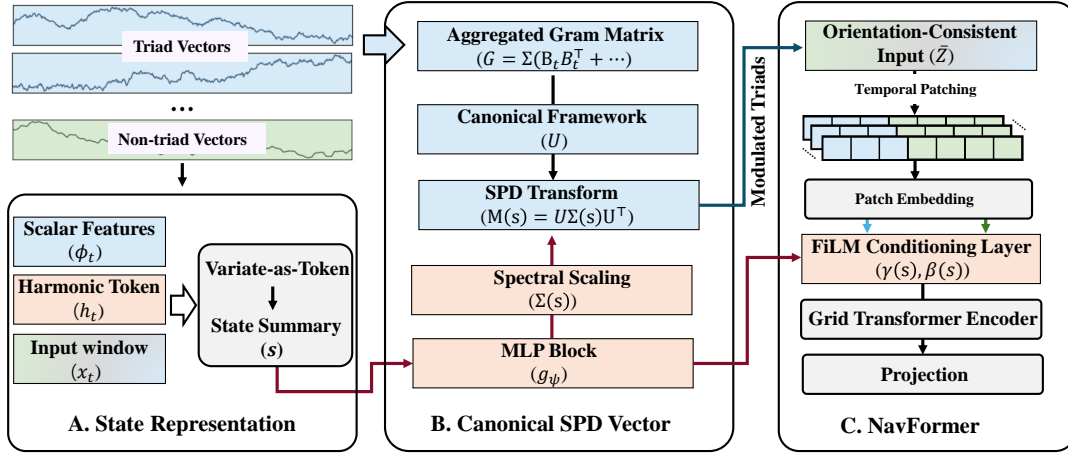 Triad Vectors
...
Non-triad Vectors
Scalar Features
(ϕ_t)
Harmonic Token
(h_t)
Input window
(x_t)
Variate-as-Token
State Summary
(s)
A. State Representation
Aggregated Gram Matrix
(G = Σ(B_t B_t^⊤ + ⋯
Canonical Framework
(U)
SPD Transform
(M(s) = UΣ(s)U^⊤)
Spectral Scaling
(Σ(s))
MLP Block
(g_ψ)
B. Canonical SPD Vector
Modulated Triads
Orientation-Consistent
Input (Z̄)
Temporal Patching
Patch Embedding
FiLM Conditioning Layer
(γ(s), β(s))
Grid Transformer Encoder
Projection
C. NavFormer